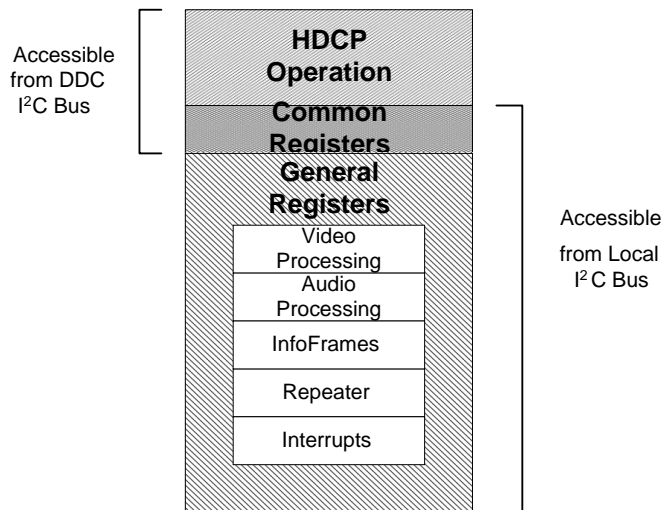 Accessible
from DDC
I²C Bus
HDCP
Operation
Common
Registers
General
Registers
Video
Processing
Audio
Processing
InfoFrames
Repeater
Interrupts
Accessible
from Local
I² C Bus